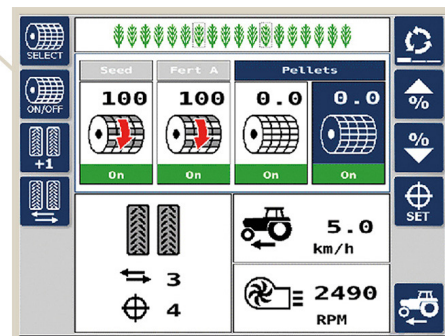 SELECT
ON/OFF
+1
Seed
Fert A
Pellets
100
100
0.0
0.0
On
On
On
On
3
4
5.0
km/h
2490
RPM
%
%
SET